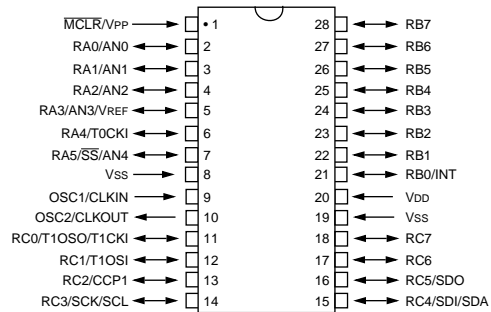 MCLR/VPP 1 28 RB7
RA0/AN0 2 27 RB6
RA1/AN1 3 26 RB5
RA2/AN2 4 25 RB4
RA3/AN3/VREF 5 24 RB3
RA4/T0CKI 6 23 RB2
RA5/SS/AN4 7 22 RB1
VSS 8 21 RB0/INT
OSC1/CLKIN 9 20 VDD
OSC2/CLKOUT 10 19 VSS
RC0/T1OSO/T1CKI 11 18 RC7
RC1/T1OSI 12 17 RC6
RC2/CCP1 13 16 RC5/SDO
RC3/SCK/SCL 14 15 RC4/SDI/SDA